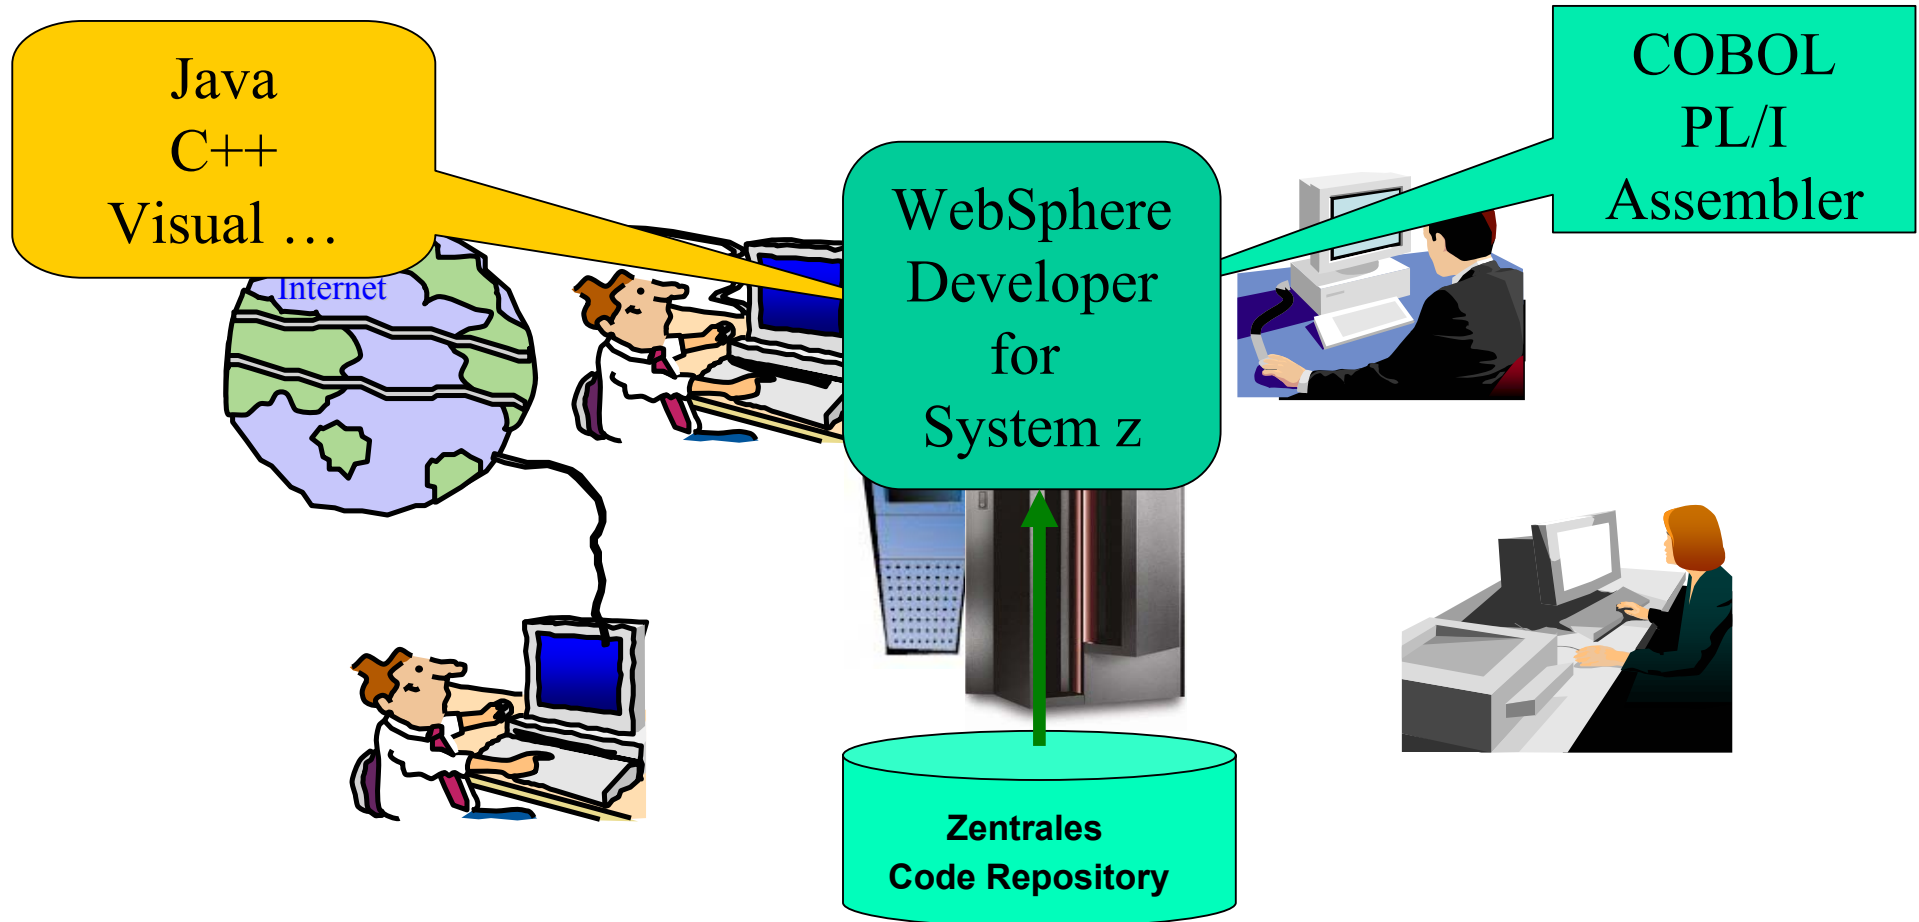 Java
C++
Visual …
Internet
WebSphere
Developer
for
System z
COBOL
PL/I
Assembler
Zentrales
Code Repository